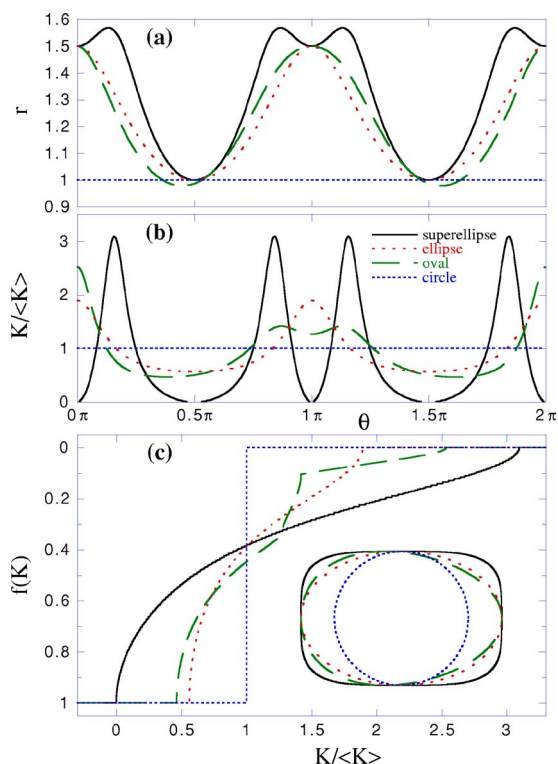 1.6
(a)
1.5
1.4
r
1.3
1.2
1.1
1
0.9
(b)
3
superellipse
ellipse
oval
circle
K/<K>
2
1
0
0π 0.5π 1π θ 1.5π 2π
0
(c)
0.2
0.4
f(K)
0.6
0.8
1
0 0.5 1 1.5 2 2.5 3
K/<K>